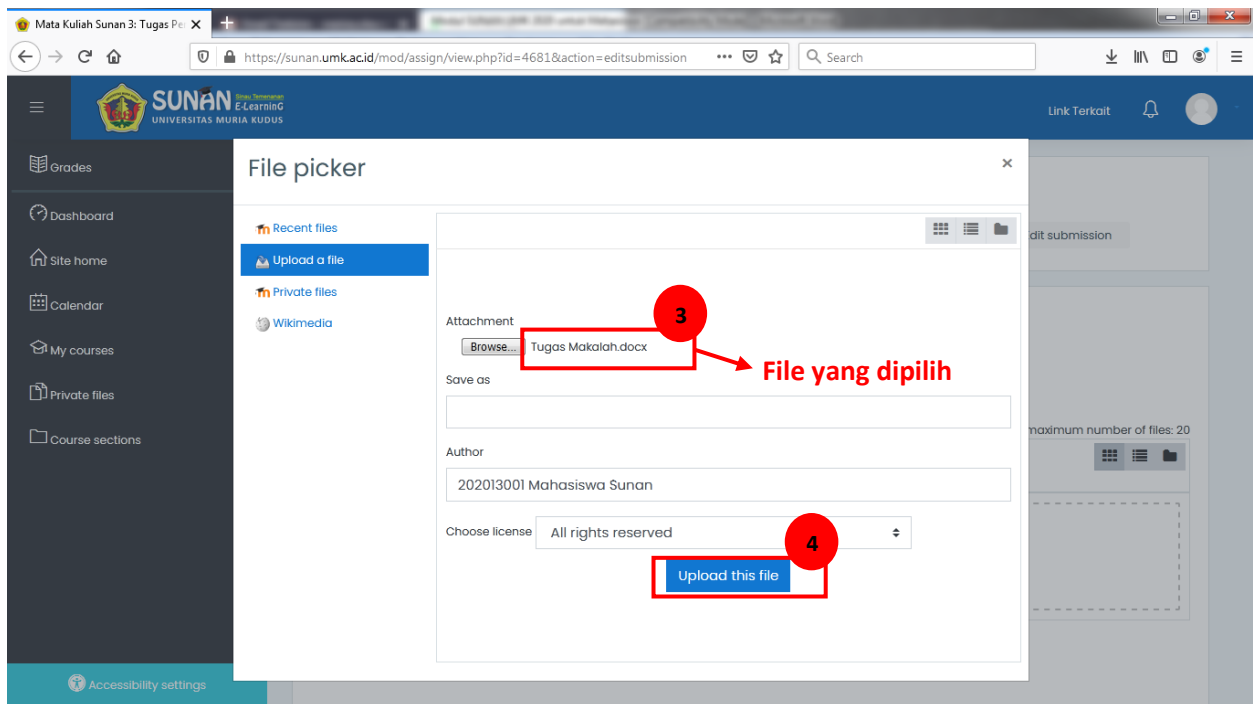 Mata Kuliah Sunan 3: Tugas Pe
https://sunan.umk.ac.id/mod/assign/view.php?id=4681&action=editsubmission
Search
SUNAN
E-LearninG
UNIVERSITAS MURIA KUDUS
Link Terkait
Grades
Dashboard
Site home
Calendar
My courses
Private files
Course sections
Accessibility settings
File picker
×
Recent files
Upload a file
Private files
Wikimedia
Attachment
3
Browse... Tugas Makalah.docx
File yang dipilih
Save as
Author
202013001 Mahasiswa Sunan
Choose license All rights reserved
4
Upload this file
dit submission
maximum number of files: 20